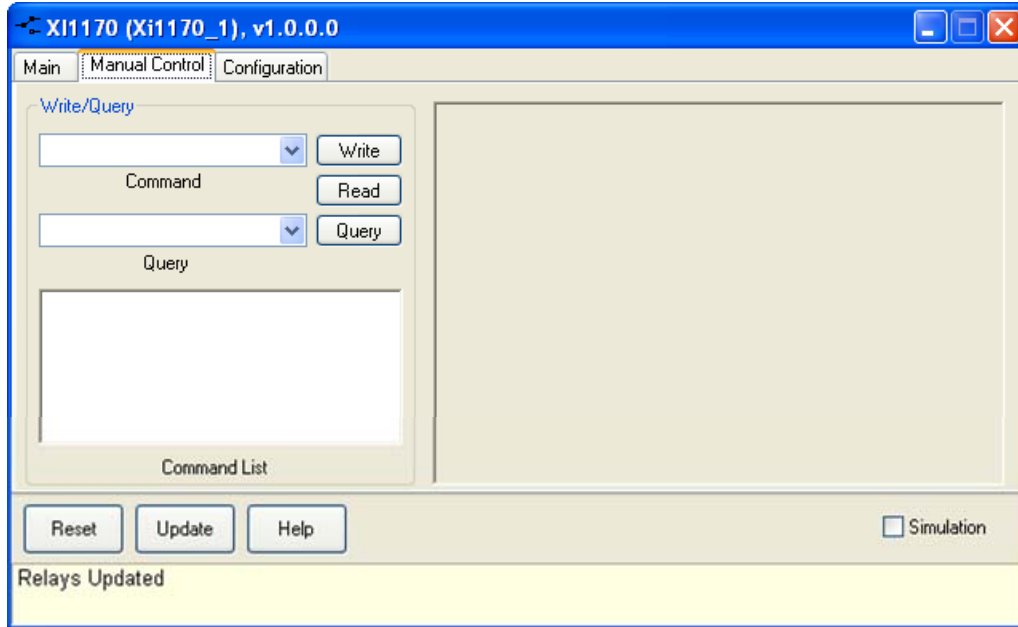 XI1170 (Xi1170_1), v1.0.0.0
Main Manual Control Configuration
Write/Query
Write
Command
Read
Query
Query
Command List
Reset Update Help Simulation
Relays Updated